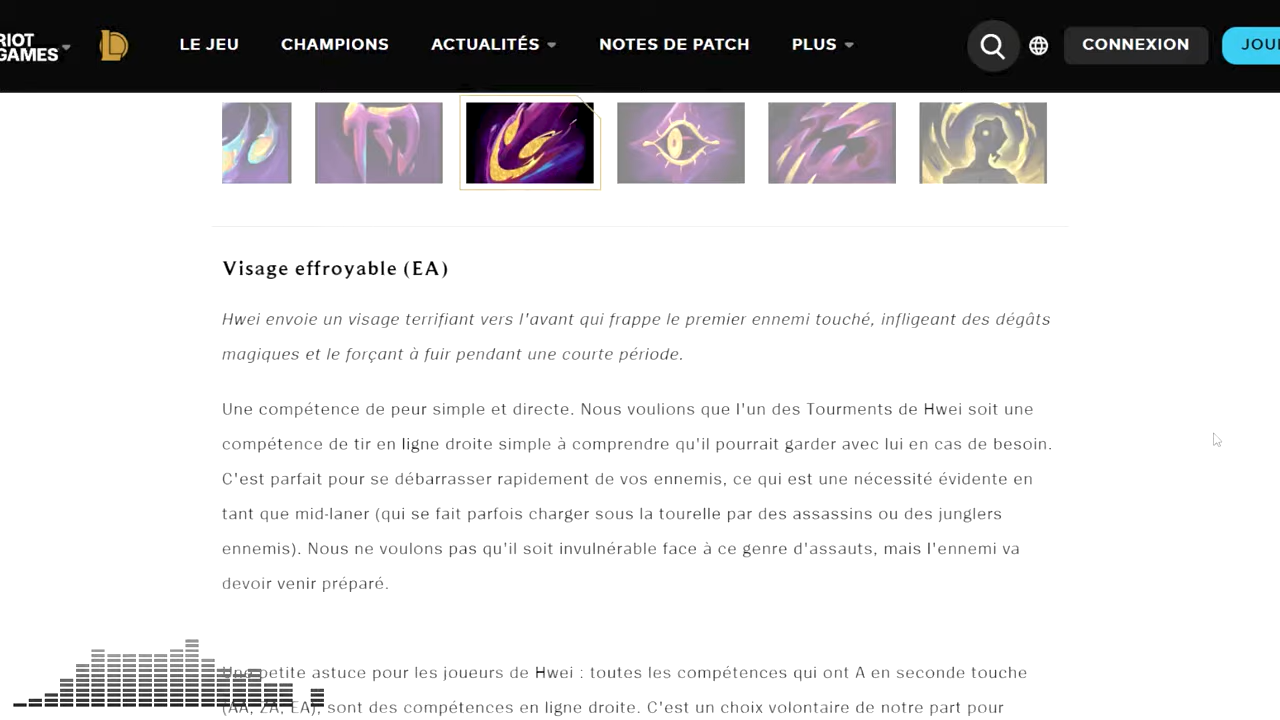 RIOT
GAMES
LE JEU
CHAMPIONS
ACTUALITÉS
NOTES DE PATCH
PLUS
CONNEXION
JOUE
Visage effroyable (EA)
Hwei envoie un visage terrifiant vers l'avant qui frappe le premier ennemi touché, infligeant des dégâts
magiques et le forçant à fuir pendant une courte période.
Une compétence de peur simple et directe. Nous voulions que l'un des Tourments de Hwei soit une
compétence de tir en ligne droite simple à comprendre qu'il pourrait garder avec lui en cas de besoin.
C'est parfait pour se débarrasser rapidement de vos ennemis, ce qui est une nécessité évidente en
tant que mid-laner (qui se fait parfois charger sous la tourelle par des assassins ou des junglers
ennemis). Nous ne voulons pas qu'il soit invulnérable face à ce genre d'assauts, mais l'ennemi va
devoir venir préparé.
Une petite astuce pour les joueurs de Hwei : toutes les compétences qui ont A en seconde touche
(AA, ZA, EA), sont des compétences en ligne droite. C'est un choix volontaire de notre part pour